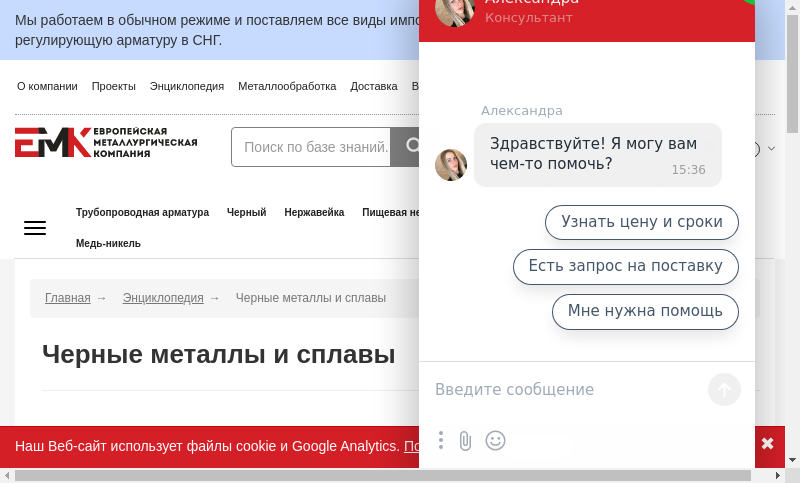 Мы работаем в обычном режиме и поставляем все виды
регулирующую арматуру в СНГ.
О компании Проекты Энциклопедия Металлообработка Доставка
ЕМК ЕВРОПЕЙСКАЯ
МЕТАЛЛУРГИЧЕСКАЯ
КОМПАНИЯ
Поиск по базе знаний.
Трубопроводная арматура Черный Нержавейка Пищевая
Медь-никель
Главная → Энциклопедия → Черные металлы и сплавы
Черные металлы и сплавы
Наш Веб-сайт использует файлы cookie и Google Analytics.
Александра
Консультант
Александра
Здравствуйте! Я могу вам
чем-то помочь?
15:36
Узнать цену и сроки
Есть запрос на поставку
Мне нужна помощь
Введите сообщение